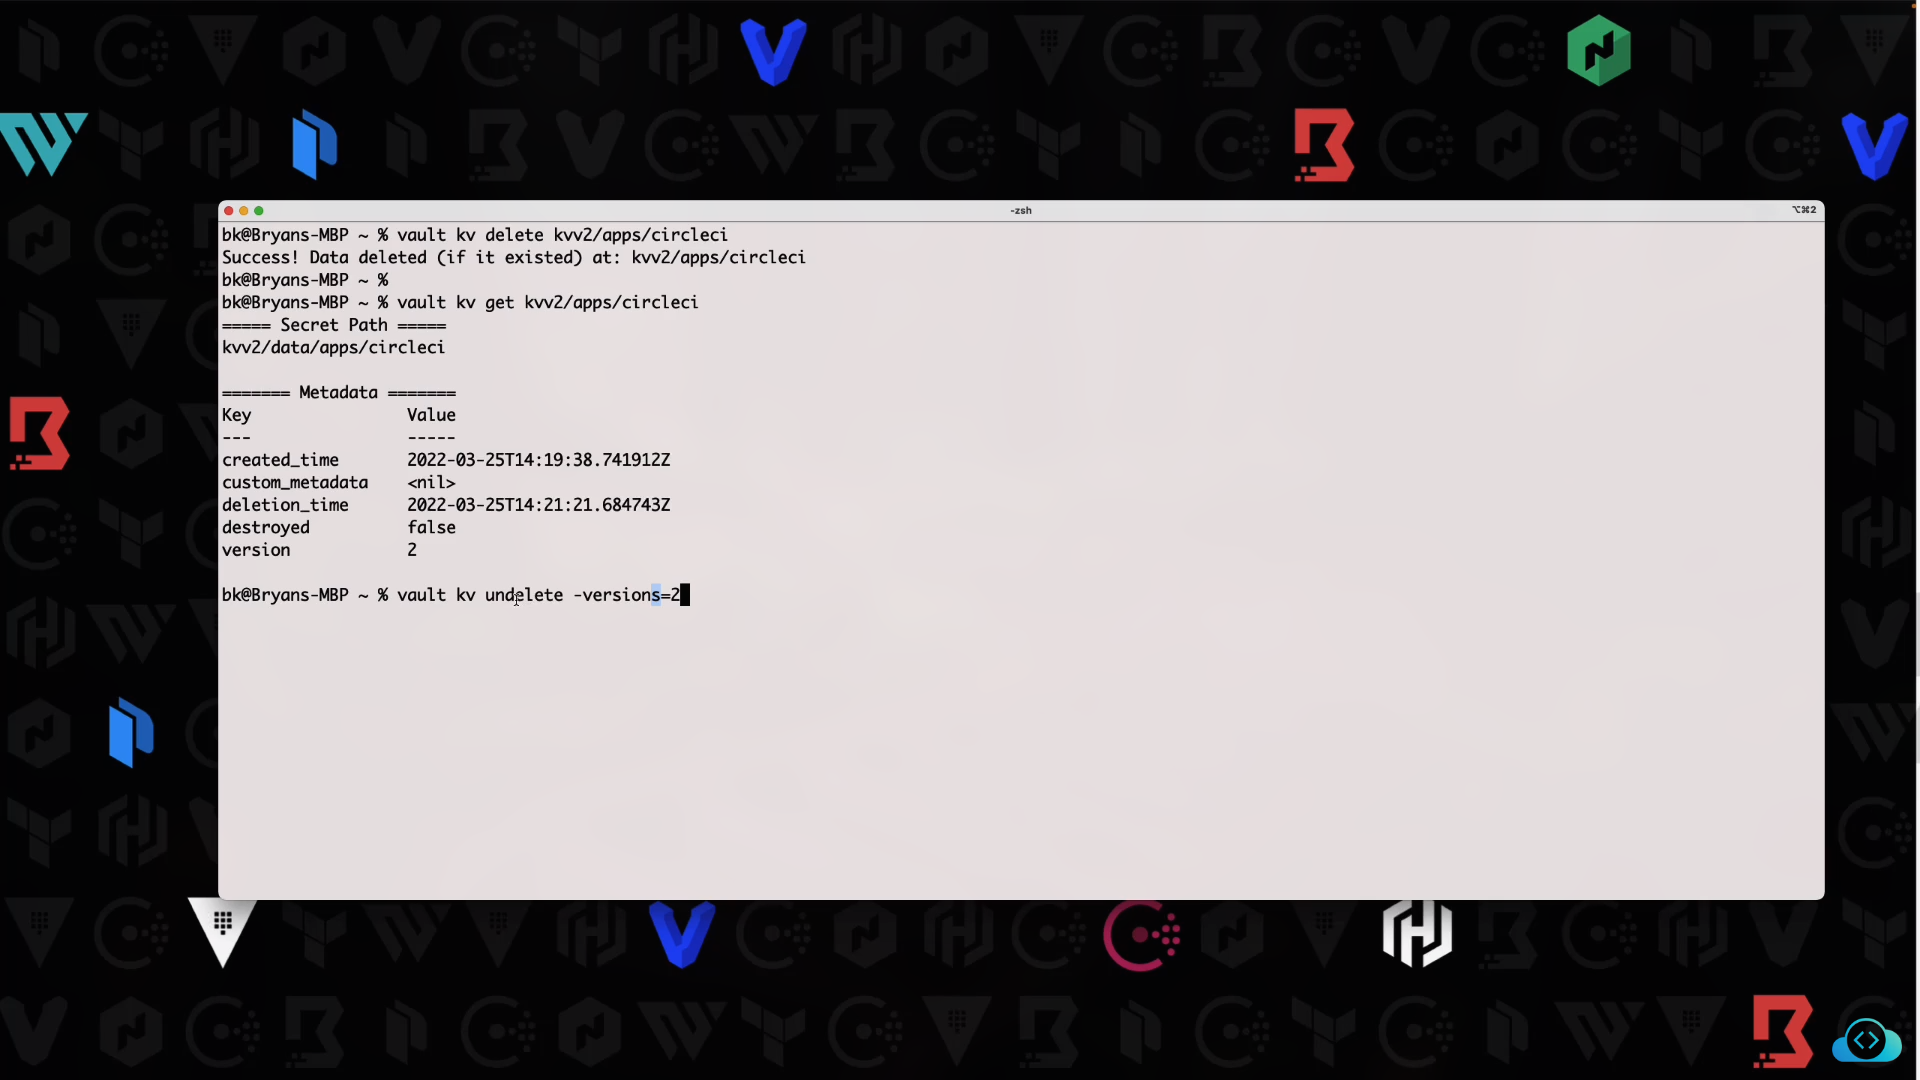 -zsh
⌥⌘2
bk@Bryans-MBP ~ % vault kv delete kvv2/apps/circleci
Success! Data deleted (if it existed) at: kvv2/apps/circleci
bk@Bryans-MBP ~ %
bk@Bryans-MBP ~ % vault kv get kvv2/apps/circleci
===== Secret Path =====
kvv2/data/apps/circleci
======= Metadata =======
Key Value
--- -----
created_time 2022-03-25T14:19:38.741912Z
custom_metadata <nil>
deletion_time 2022-03-25T14:21:21.684743Z
destroyed false
version 2
bk@Bryans-MBP ~ % vault kv undelete -versions=2